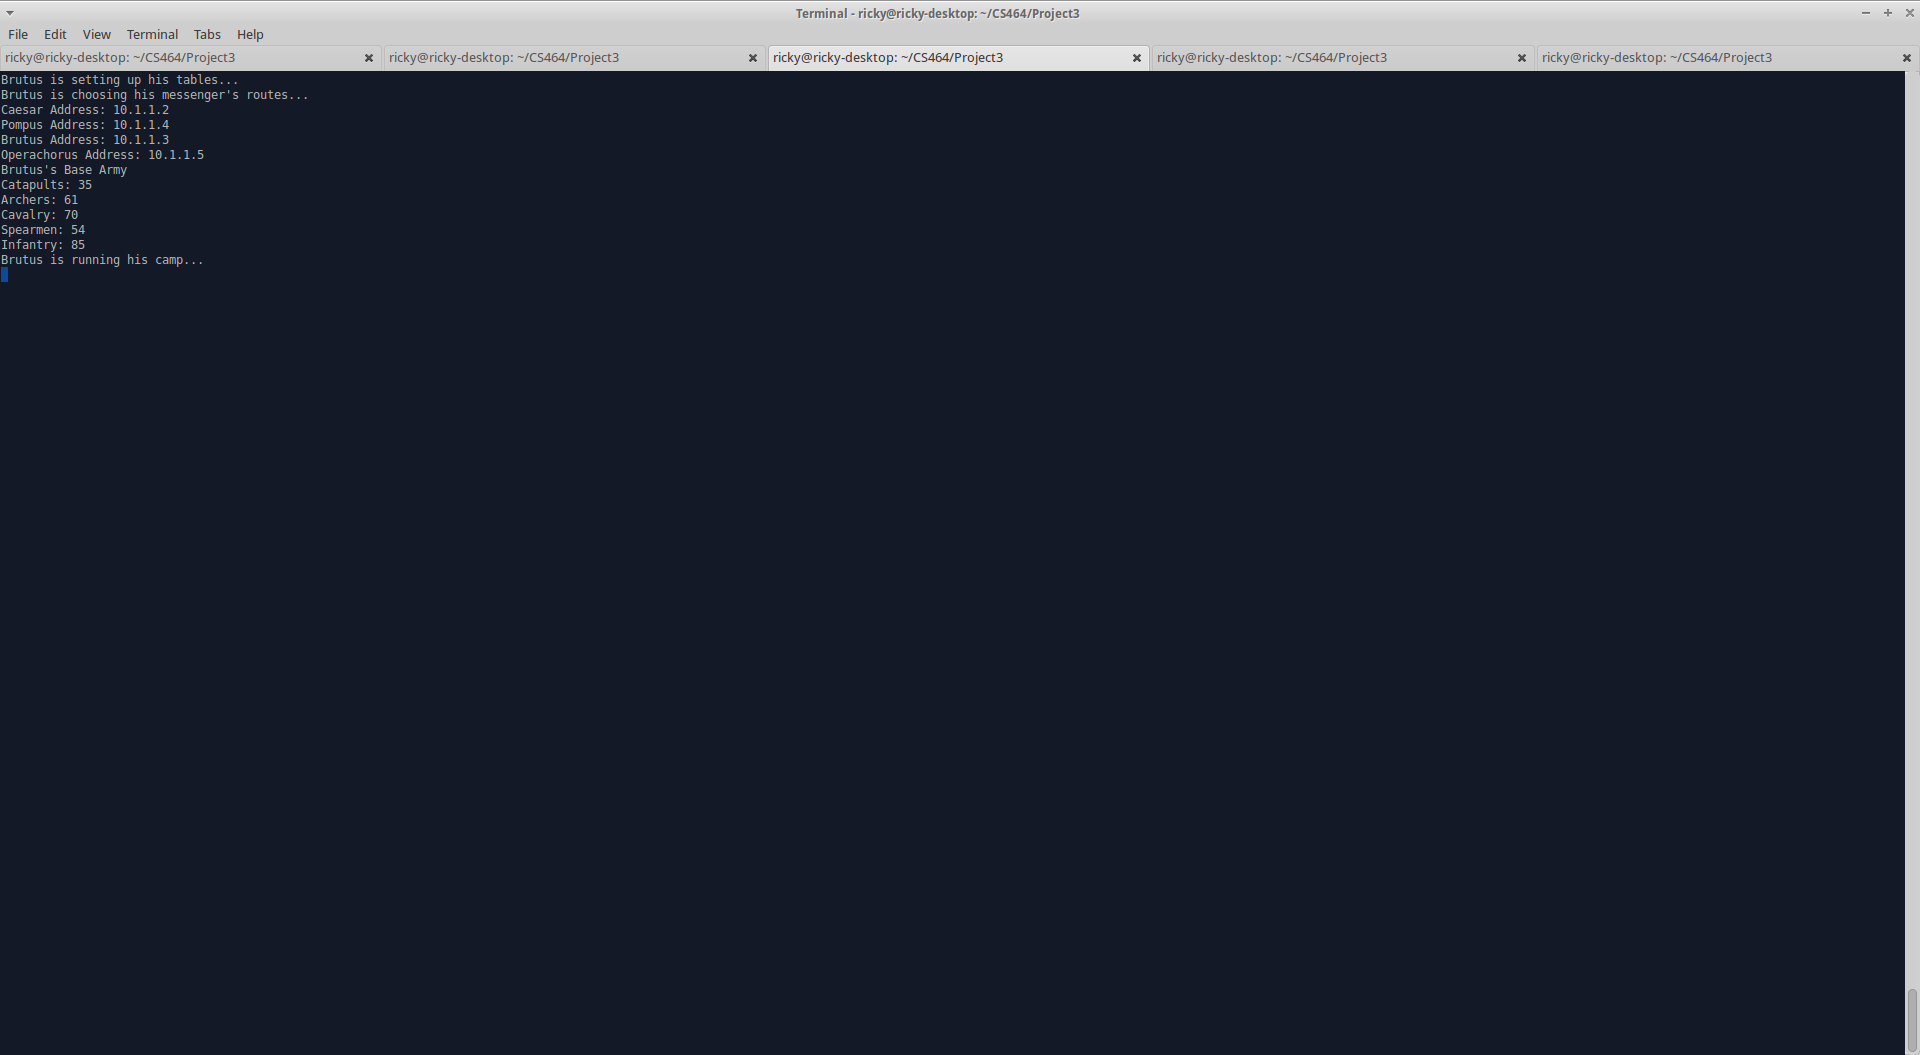 Terminal - ricky@ricky-desktop: ~/CS464/Project3
File Edit View Terminal Tabs Help
ricky@ricky-desktop: ~/CS464/Project3 ricky@ricky-desktop: ~/CS464/Project3 ricky@ricky-desktop: ~/CS464/Project3 ricky@ricky-desktop: ~/CS464/Project3 ricky@ricky-desktop: ~/CS464/Project3
Brutus is setting up his tables...
Brutus is choosing his messenger's routes...
Caesar Address: 10.1.1.2
Pompus Address: 10.1.1.4
Brutus Address: 10.1.1.3
Operachorus Address: 10.1.1.5
Brutus's Base Army
Catapults: 35
Archers: 61
Cavalry: 70
Spearmen: 54
Infantry: 85
Brutus is running his camp...